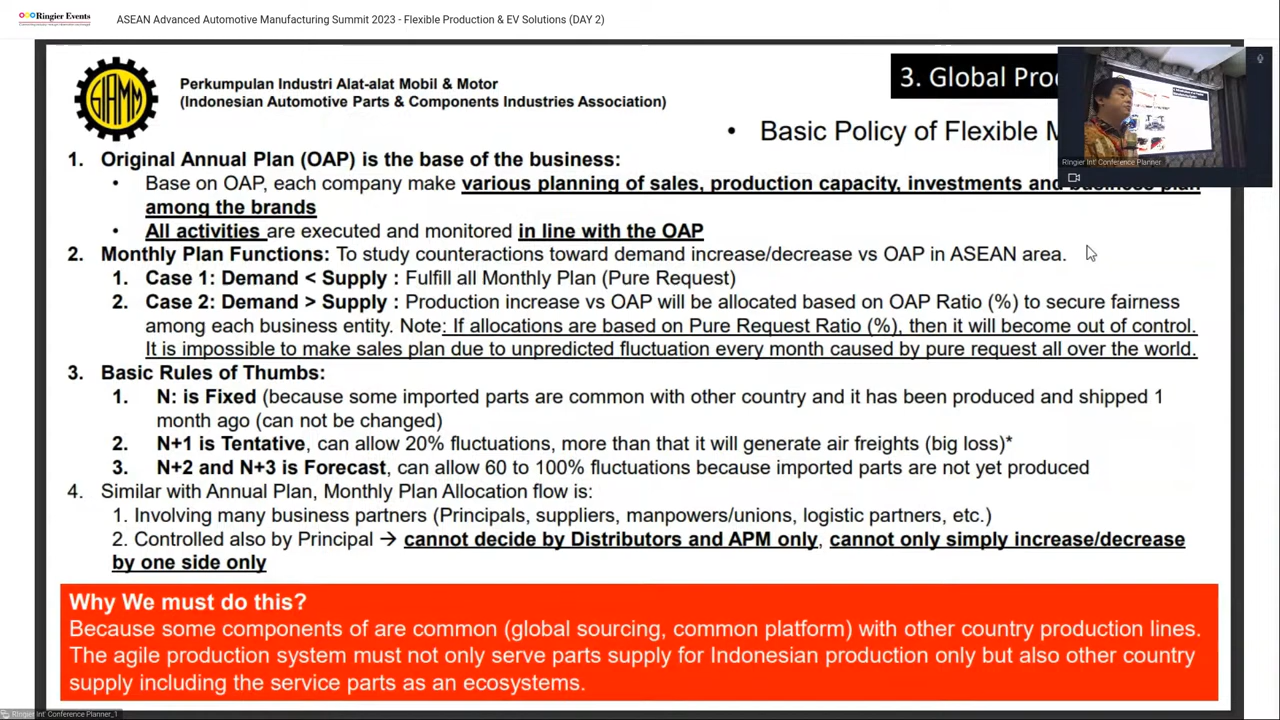 Ringier Events
ASEAN Advanced Automotive Manufacturing Summit 2023 - Flexible Production & EV Solutions (DAY 2)
GIAMM
Perkumpulan Industri Alat-alat Mobil & Motor
(Indonesian Automotive Parts & Components Industries Association)
3. Global Pro
• Basic Policy of Flexible
Ringier Int' Conference Planner
1. Original Annual Plan (OAP) is the base of the business:
• Base on OAP, each company make various planning of sales, production capacity, investments and business plan
among the brands
• All activities are executed and monitored in line with the OAP
2. Monthly Plan Functions: To study counteractions toward demand increase/decrease vs OAP in ASEAN area.
1. Case 1: Demand < Supply : Fulfill all Monthly Plan (Pure Request)
2. Case 2: Demand > Supply : Production increase vs OAP will be allocated based on OAP Ratio (%) to secure fairness
among each business entity. Note: If allocations are based on Pure Request Ratio (%), then it will become out of control.
It is impossible to make sales plan due to unpredicted fluctuation every month caused by pure request all over the world.
3. Basic Rules of Thumbs:
1. N: is Fixed (because some imported parts are common with other country and it has been produced and shipped 1
month ago (can not be changed)
2. N+1 is Tentative, can allow 20% fluctuations, more than that it will generate air freights (big loss)*
3. N+2 and N+3 is Forecast, can allow 60 to 100% fluctuations because imported parts are not yet produced
4. Similar with Annual Plan, Monthly Plan Allocation flow is:
1. Involving many business partners (Principals, suppliers, manpowers/unions, logistic partners, etc.)
2. Controlled also by Principal → cannot decide by Distributors and APM only, cannot only simply increase/decrease
by one side only
Why We must do this?
Because some components of are common (global sourcing, common platform) with other country production lines.
The agile production system must not only serve parts supply for Indonesian production only but also other country
supply including the service parts as an ecosystems.
Ringier Int' Conference Planner_1